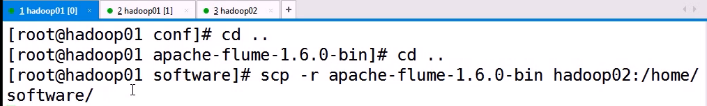 1 hadoop01 [0] × 2 hadoop01 [1] × 3 hadoop02 × +
[root@hadoop01 conf]# cd ..
[root@hadoop01 apache-flume-1.6.0-bin]# cd ..
[root@hadoop01 software]# scp -r apache-flume-1.6.0-bin hadoop02:/home/
software/